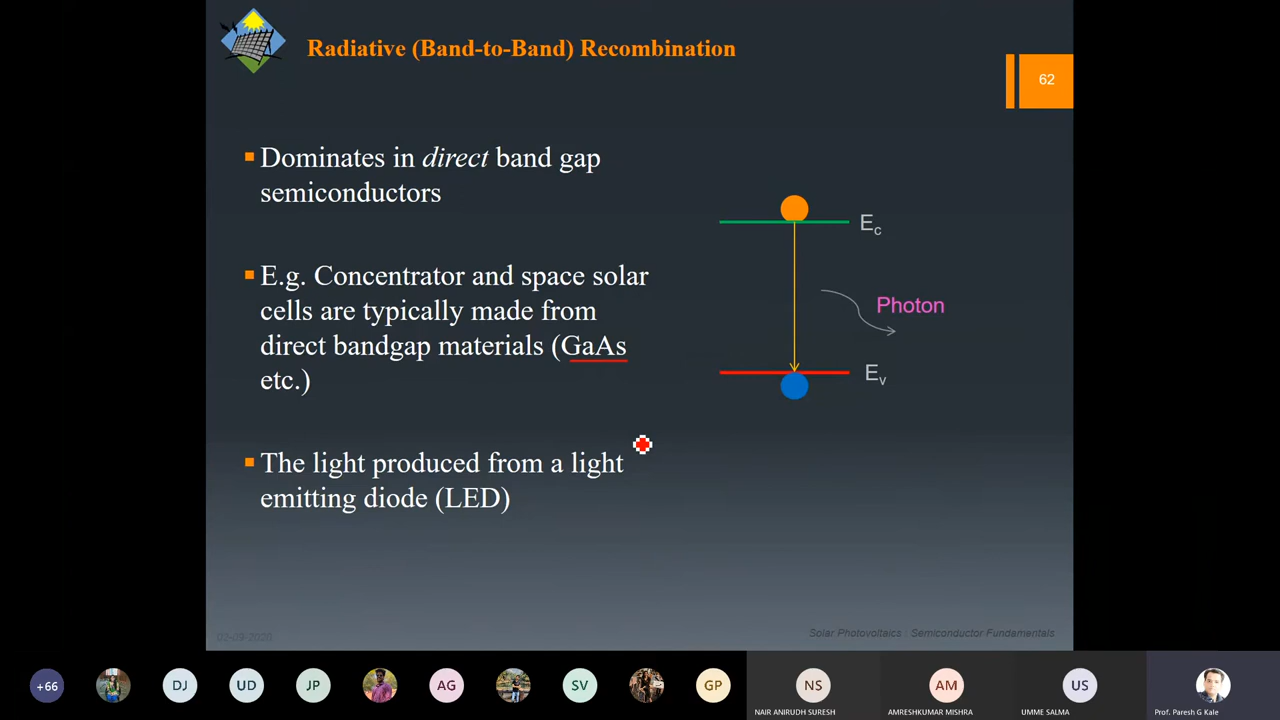 Radiative (Band-to-Band) Recombination
62
Dominates in direct band gap
semiconductors
E.g. Concentrator and space solar
cells are typically made from
direct bandgap materials (GaAs
etc.)
The light produced from a light
emitting diode (LED)
Ec
Photon
Ev
02-09-2020
Solar Photovoltaics : Semiconductor Fundamentals
+66
DJ
UD
JP
AG
SV
GP
NS
NAIR ANIRUDH SURESH
AM
AMRESHKUMAR MISHRA
US
UMME SALMA
Prof. Paresh G Kale